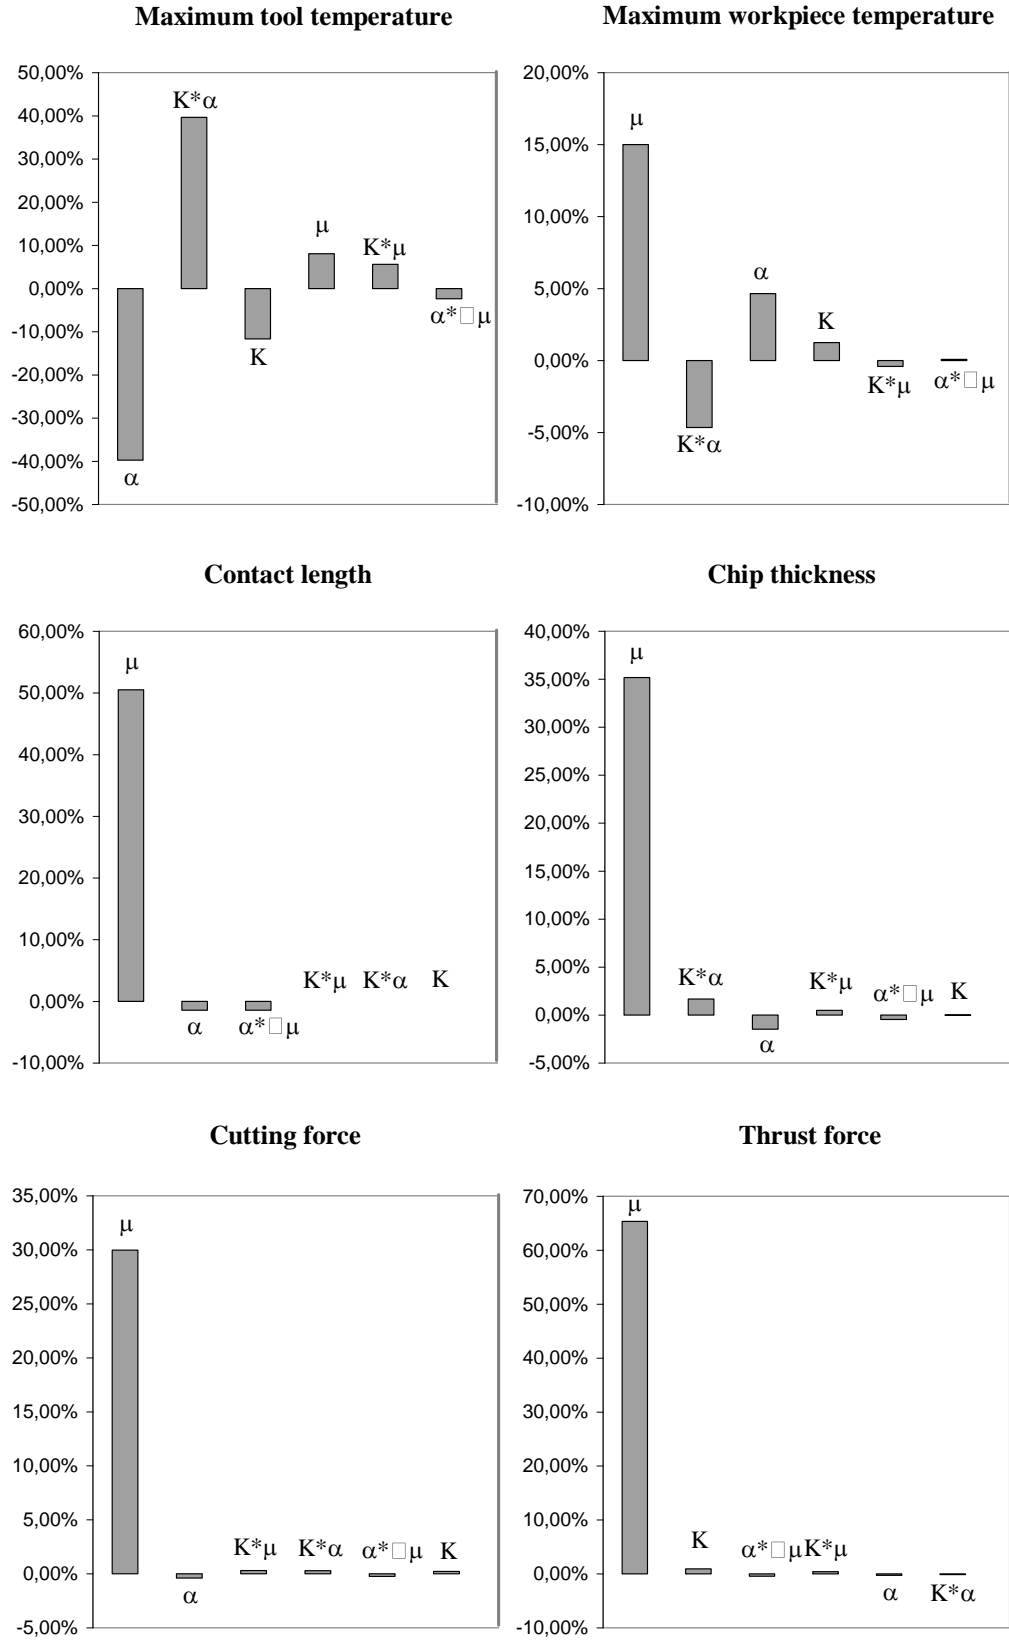 Maximum tool temperature
50,00%
40,00%
30,00%
20,00%
10,00%
0,00%
-10,00%
-20,00%
-30,00%
-40,00%
-50,00%
α
K*α
K
μ
K*μ
α*□μ
Maximum workpiece temperature
20,00%
15,00%
10,00%
5,00%
0,00%
-5,00%
-10,00%
μ
K*α
α
K
K*μ
α*□μ
Contact length
60,00%
50,00%
40,00%
30,00%
20,00%
10,00%
0,00%
-10,00%
μ
α
α*□μ
K*μ
K*α
K
Chip thickness
40,00%
35,00%
30,00%
25,00%
20,00%
15,00%
10,00%
5,00%
0,00%
-5,00%
μ
K*α
α
K*μ
α*□μ
K
Cutting force
35,00%
30,00%
25,00%
20,00%
15,00%
10,00%
5,00%
0,00%
-5,00%
μ
α
K*μ
K*α
α*□μ
K
Thrust force
70,00%
60,00%
50,00%
40,00%
30,00%
20,00%
10,00%
0,00%
-10,00%
μ
K
α*□μ
K*μ
α
K*α